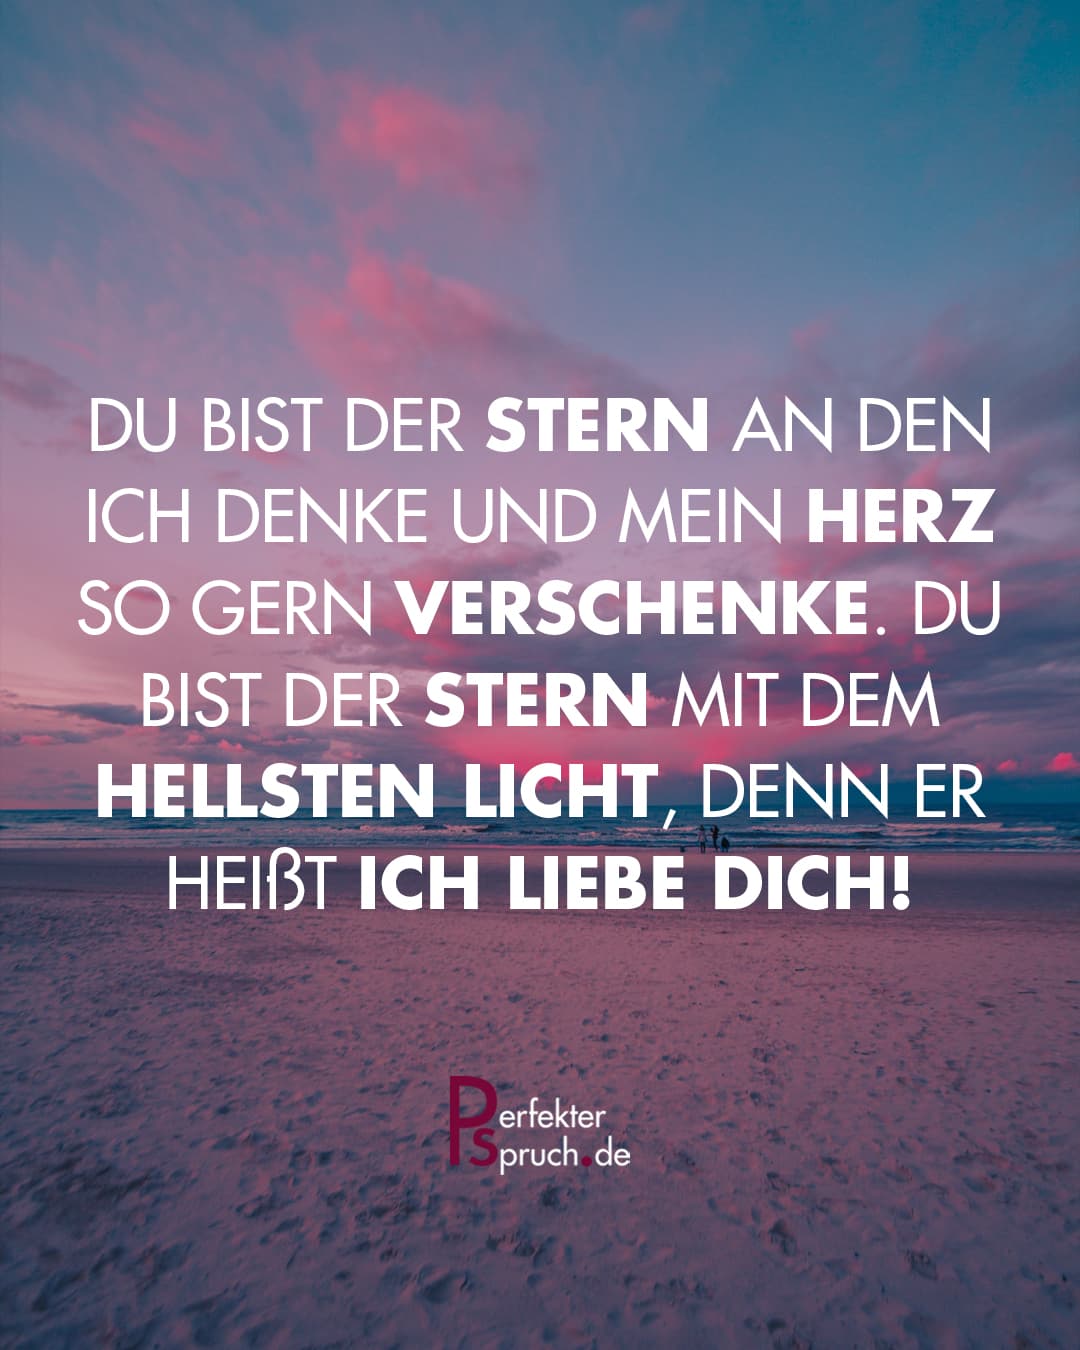 DU BIST DER STERN AN DEN
ICH DENKE UND MEIN HERZ
SO GERN VERSCHENKE. DU
BIST DER STERN MIT DEM
HELLSTEN LICHT, DENN ER
HEIßT ICH LIEBE DICH!
Perfekter
Spruch.de